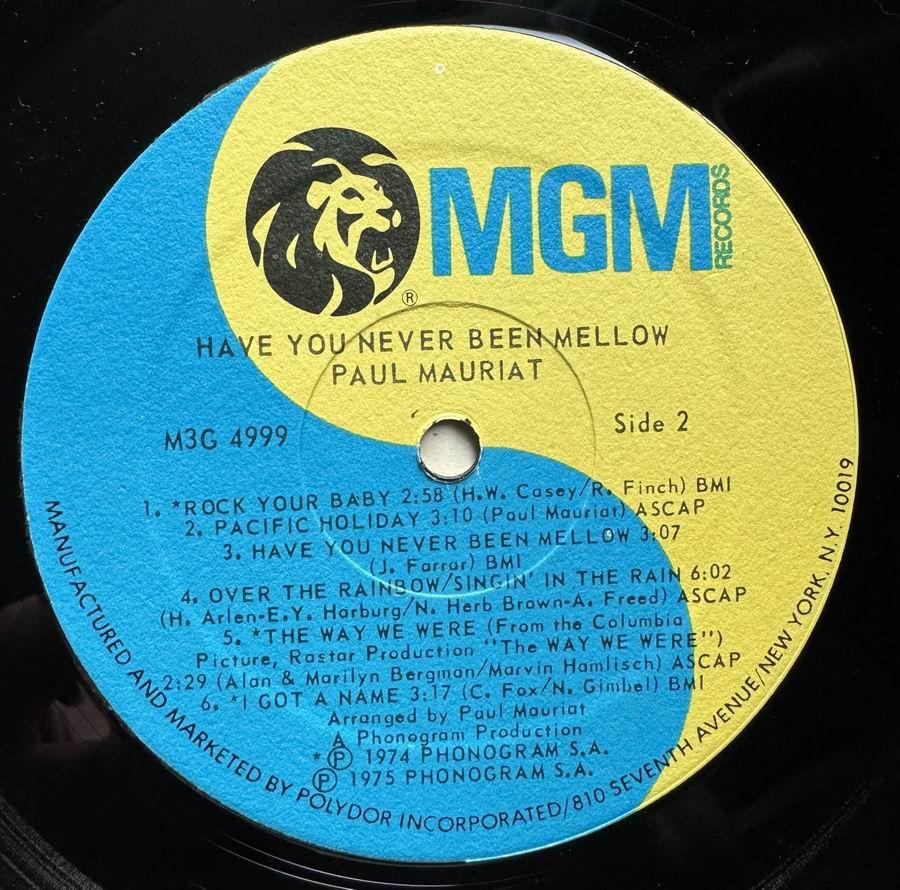 MGM RECORDS
®
HAVE YOU NEVER BEEN MELLOW
PAUL MAURIAT
M3G 4999
Side 2
1. *ROCK YOUR BABY 2:58 (H.W. Casey/R. Finch) BMI
2. PACIFIC HOLIDAY 3:10 (Paul Mauriat) ASCAP
3. HAVE YOU NEVER BEEN MELLOW 3:07
(J. Farrar) BMI
4. OVER THE RAINBOW/SINGIN' IN THE RAIN 6:02
(H. Arlen-E.Y. Harburg/N. Herb Brown-A. Freed) ASCAP
5. *THE WAY WE WERE (From the Columbia
Picture, Rastar Production "The WAY WE WERE")
2:29 (Alan & Marilyn Bergman/Marvin Hamlisch) ASCAP
6. *I GOT A NAME 3:17 (C. Fox/N. Gimbel) BMI
Arranged by Paul Mauriat
A Phonogram Production
*Ⓟ 1974 PHONOGRAM S.A.
Ⓟ 1975 PHONOGRAM S.A.
MANUFACTURED AND MARKETED BY POLYDOR INCORPORATED/810 SEVENTH AVENUE/NEW YORK, N.Y. 10019